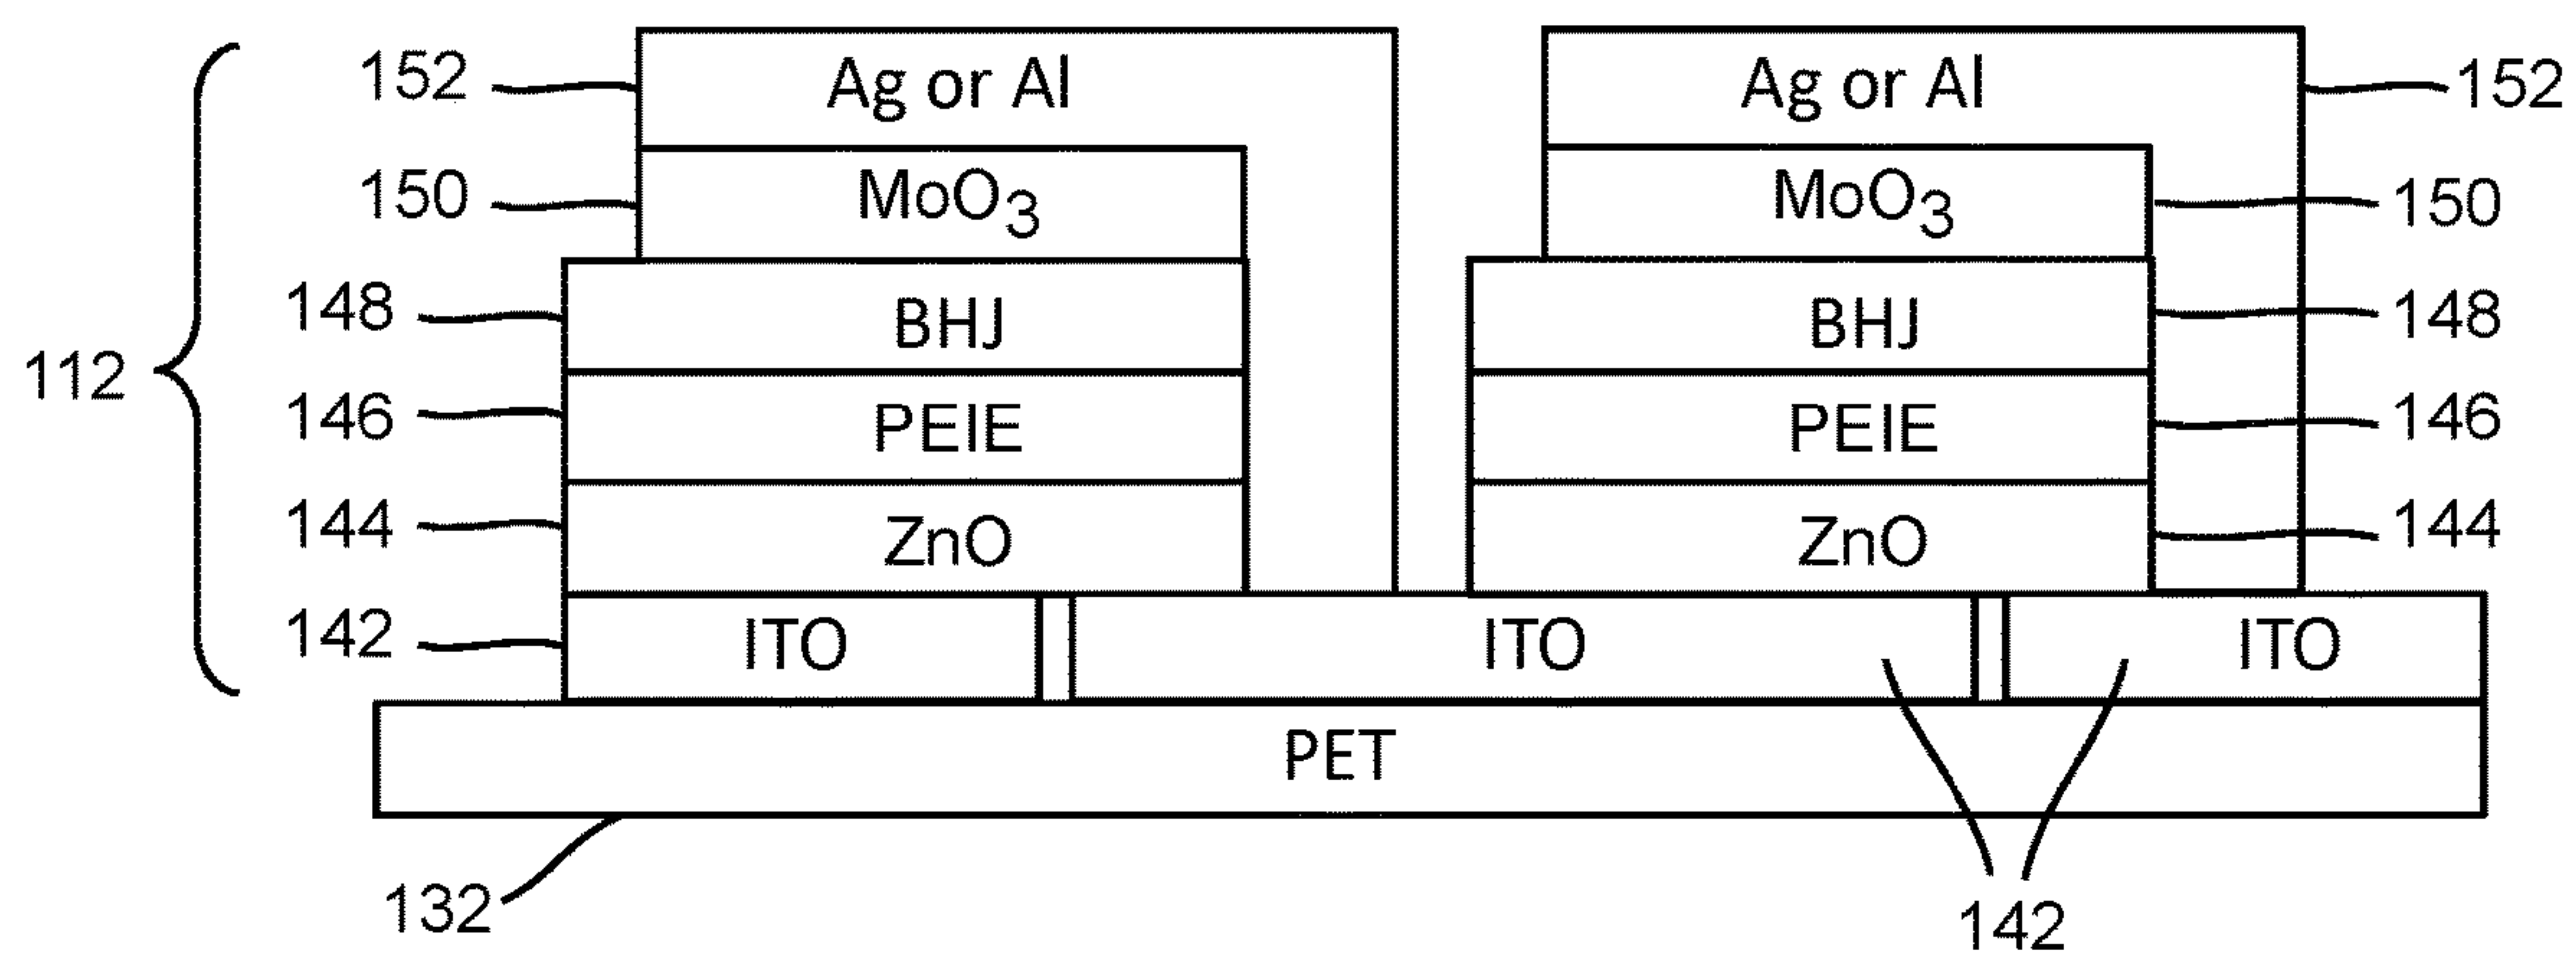 152 Ag or Al Ag or Al 152
150 MoO3 MoO3 150
148 BHJ BHJ 148
112
146 PEIE PEIE 146
144 ZnO ZnO 144
142 ITO ITO ITO
PET
132 142